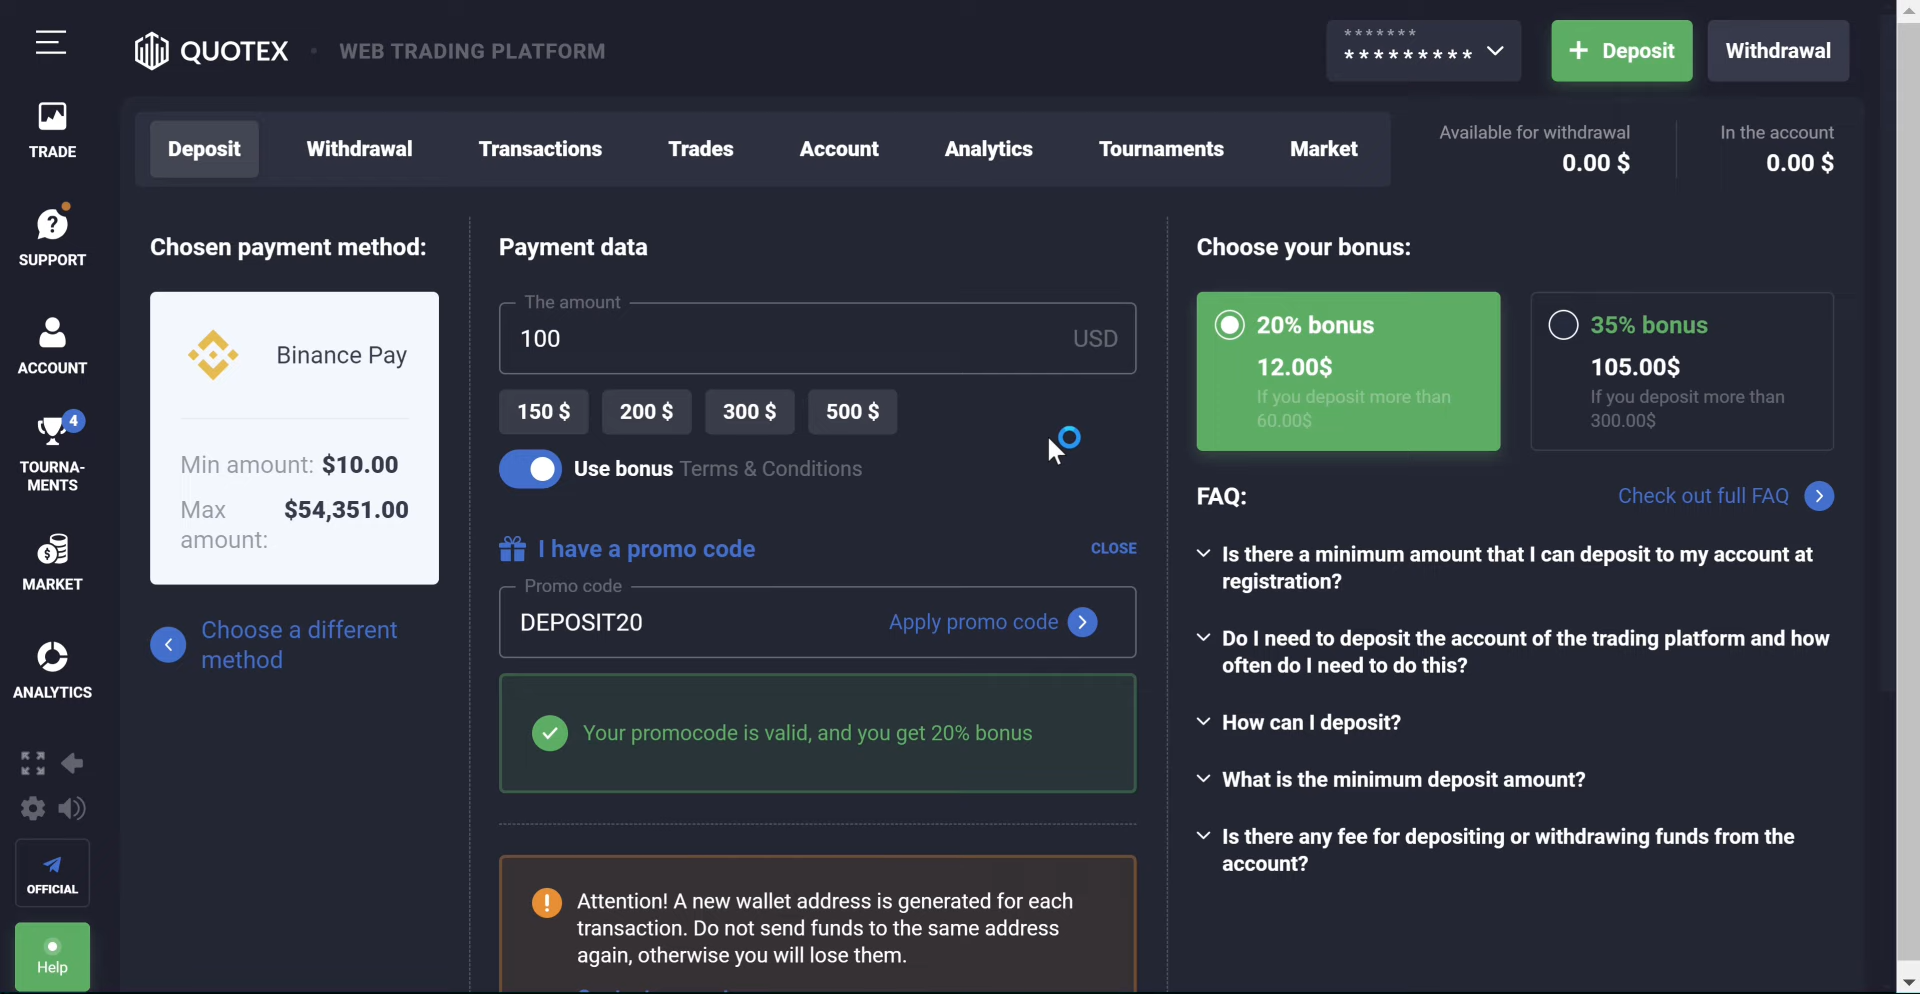 QUOTEX
WEB TRADING PLATFORM
*******
*********
+ Deposit
Withdrawal
TRADE
SUPPORT
ACCOUNT
4
TOURNA-
MENTS
MARKET
ANALYTICS
OFFICIAL
Help
Deposit
Withdrawal
Transactions
Trades
Account
Analytics
Tournaments
Market
Available for withdrawal
0.00 $
In the account
0.00 $
Chosen payment method:
Binance Pay
Min amount: $10.00
Max $54,351.00
amount:
Choose a different
method
Payment data
The amount
100 USD
150 $ 200 $ 300 $ 500 $
Use bonus Terms & Conditions
I have a promo code CLOSE
Promo code
DEPOSIT20 Apply promo code
Your promocode is valid, and you get 20% bonus
Attention! A new wallet address is generated for each
transaction. Do not send funds to the same address
again, otherwise you will lose them.
Choose your bonus:
20% bonus
12.00$
If you deposit more than
60.00$
35% bonus
105.00$
If you deposit more than
300.00$
FAQ: Check out full FAQ
Is there a minimum amount that I can deposit to my account at
registration?
Do I need to deposit the account of the trading platform and how
often do I need to do this?
How can I deposit?
What is the minimum deposit amount?
Is there any fee for depositing or withdrawing funds from the
account?